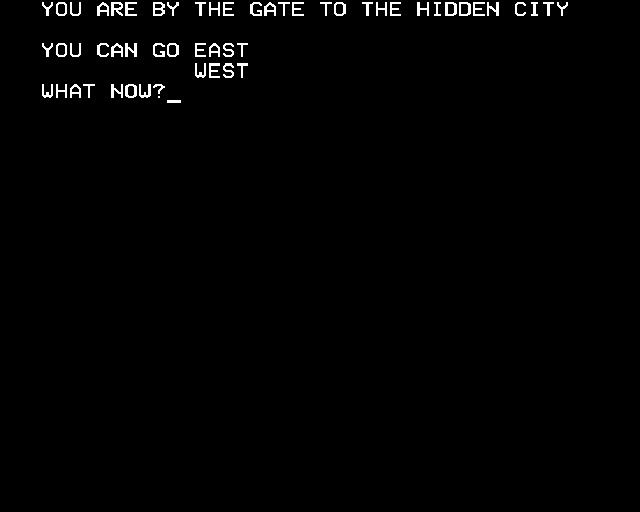 YOU ARE BY THE GATE TO THE HIDDEN CITY
YOU CAN GO EAST
WEST
WHAT NOW?_